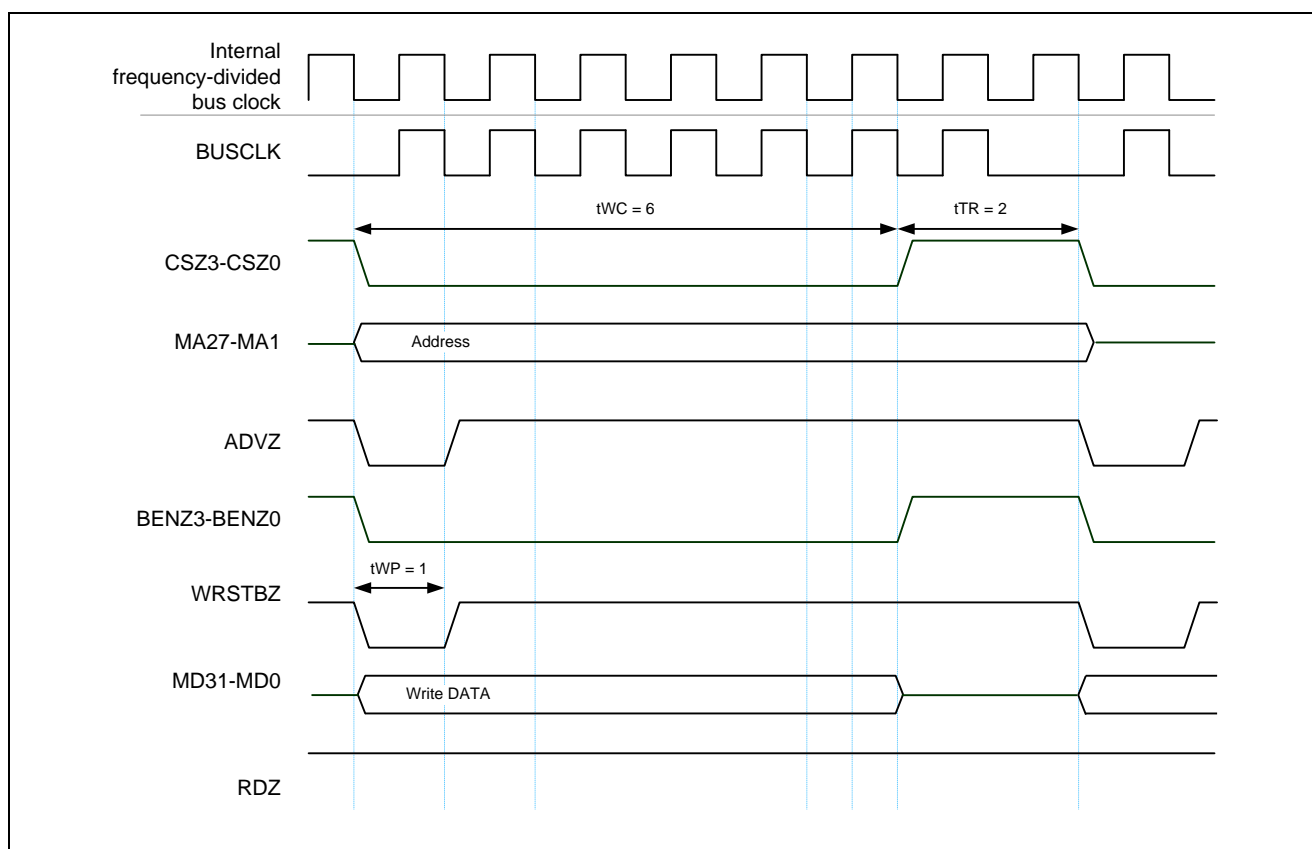 Internal
frequency-divided
bus clock
BUSCLK
tWC = 6
tTR = 2
CSZ3-CSZ0
MA27-MA1
Address
ADVZ
BENZ3-BENZ0
tWP = 1
WRSTBZ
MD31-MD0
Write DATA
RDZ